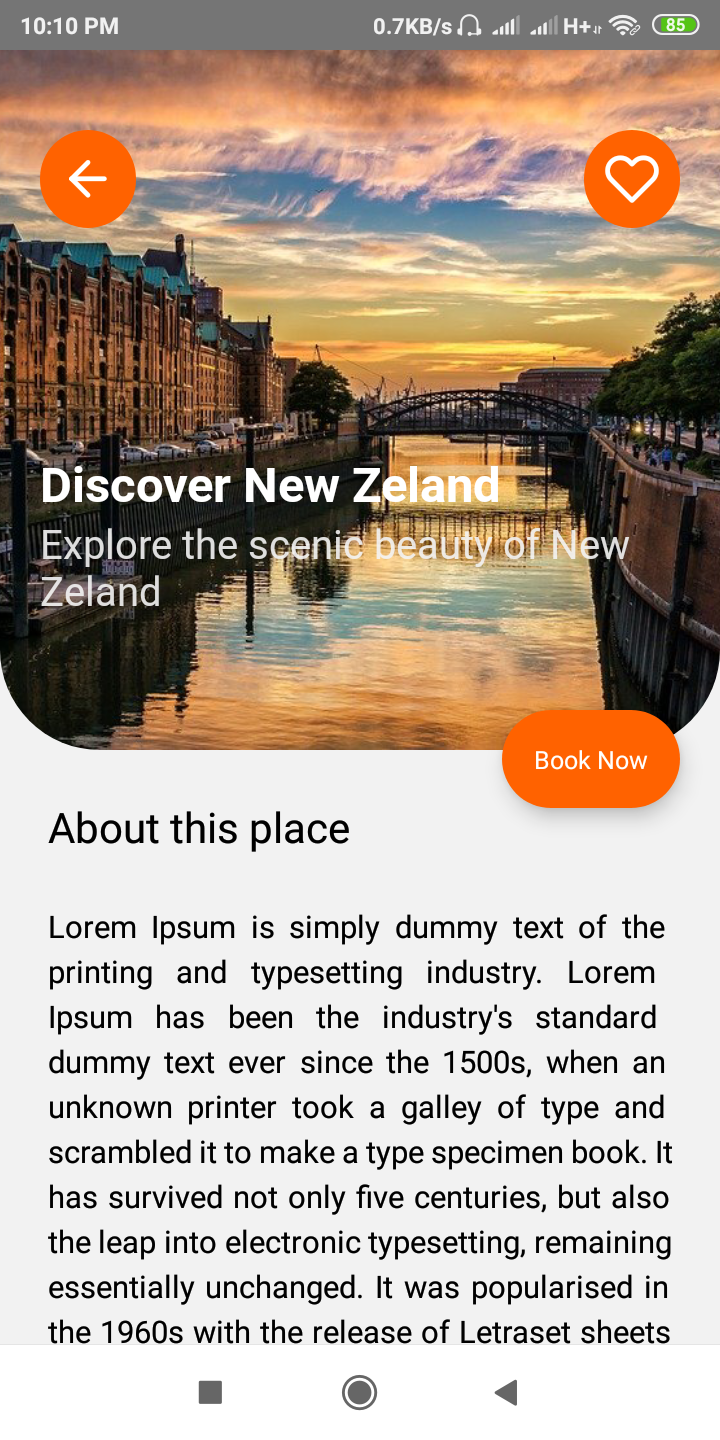 10:10 PM 0.7KB/s H+ 85
Discover New Zeland
Explore the scenic beauty of New
Zeland
Book Now
About this place
Lorem Ipsum is simply dummy text of the
printing and typesetting industry. Lorem
Ipsum has been the industry's standard
dummy text ever since the 1500s, when an
unknown printer took a galley of type and
scrambled it to make a type specimen book. It
has survived not only five centuries, but also
the leap into electronic typesetting, remaining
essentially unchanged. It was popularised in
the 1960s with the release of Letraset sheets